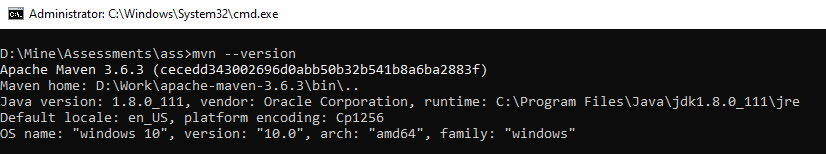 Administrator: C:\Windows\System32\cmd.exe
D:\Mine\Assessments\ass>mvn --version
Apache Maven 3.6.3 (cecedd343002696d0abb50b32b541b8a6ba2883f)
Maven home: D:\Work\apache-maven-3.6.3\bin\..
Java version: 1.8.0_111, vendor: Oracle Corporation, runtime: C:\Program Files\Java\jdk1.8.0_111\jre
Default locale: en_US, platform encoding: Cp1256
OS name: "windows 10", version: "10.0", arch: "amd64", family: "windows"